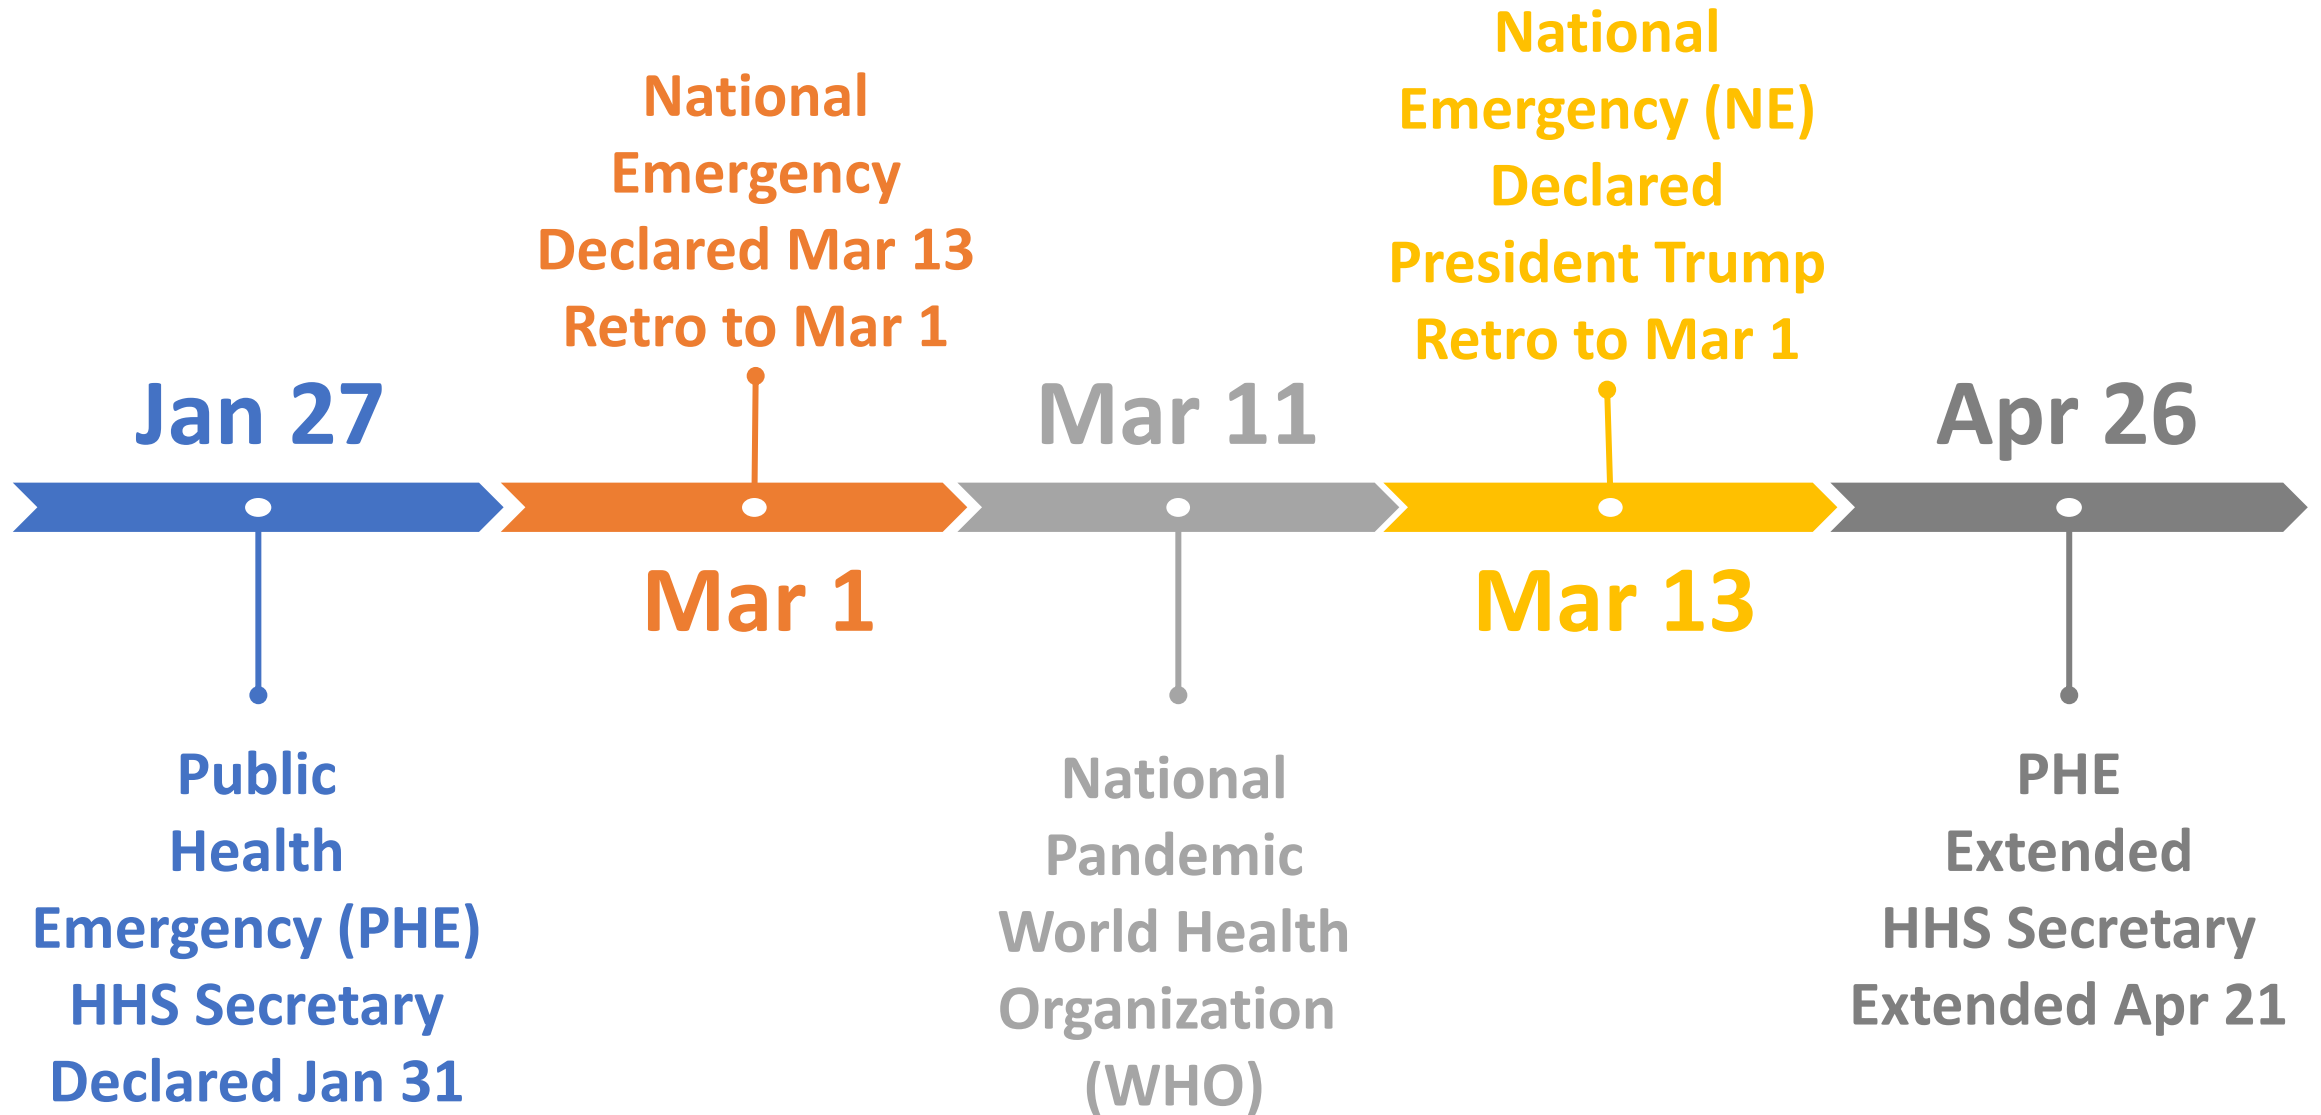 Jan 27
Public
Health
Emergency (PHE)
HHS Secretary
Declared Jan 31
National
Emergency
Declared Mar 13
Retro to Mar 1
Mar 1
Mar 11
National
Pandemic
World Health
Organization
(WHO)
National
Emergency (NE)
Declared
President Trump
Retro to Mar 1
Mar 13
Apr 26
PHE
Extended
HHS Secretary
Extended Apr 21